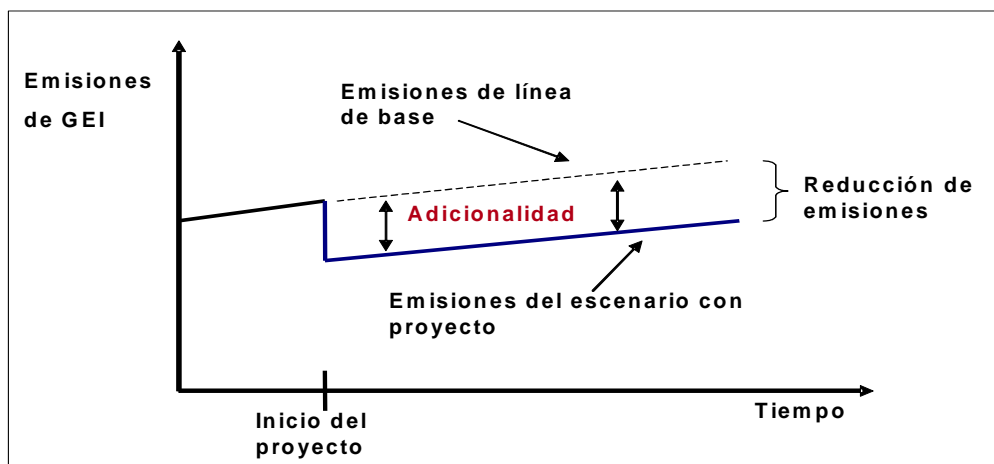 Emisiones
de GEI
Emisiones de línea
de base
Adicionalidad
Reducción de
emisiones
Emisiones del escenario con
proyecto
Inicio del
proyecto
Tiempo